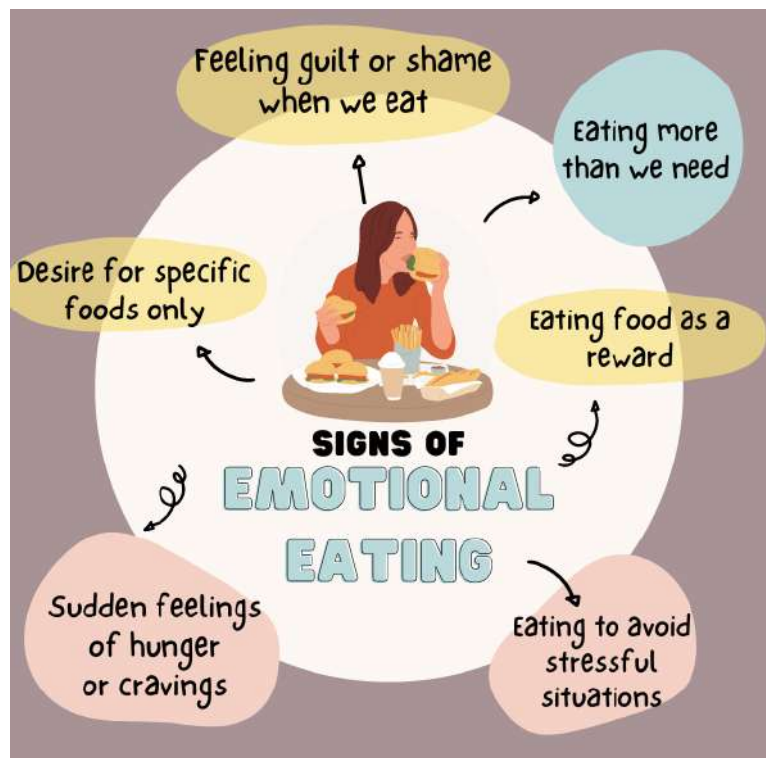 Feeling guilt or shame
when we eat
Eating more
than we need
Desire for specific
foods only
Eating food as a
reward
SIGNS OF
EMOTIONAL
EATING
Sudden feelings
of hunger
or cravings
Eating to avoid
stressful
situations